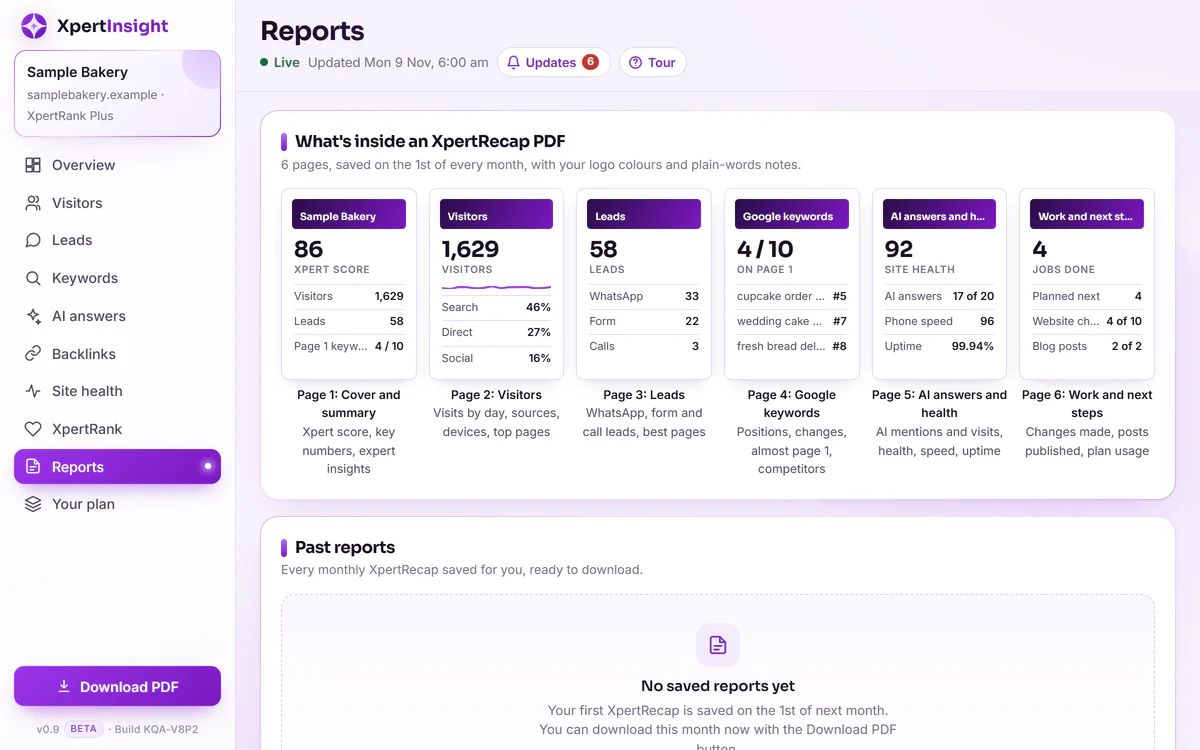 XpertInsight
Sample Bakery
samplebakery.example ·
XpertRank Plus
Overview
Visitors
Leads
Keywords
AI answers
Backlinks
Site health
XpertRank
Reports
Your plan
Download PDF
v0.9 BETA · Build KQA-V8P2
Reports
Live Updated Mon 9 Nov, 6:00 am Updates 6 Tour
What's inside an XpertRecap PDF
6 pages, saved on the 1st of every month, with your logo colours and plain-words notes.
Sample Bakery
86
XPERT SCORE
Visitors 1,629
Leads 58
Page 1 keyw... 4 / 10
Page 1: Cover and
summary
Xpert score, key
numbers, expert
insights
Visitors
1,629
VISITORS
Search 46%
Direct 27%
Social 16%
Page 2: Visitors
Visits by day, sources,
devices, top pages
Leads
58
LEADS
WhatsApp 33
Form 22
Calls 3
Page 3: Leads
WhatsApp, form and
call leads, best pages
Google keywords
4 / 10
ON PAGE 1
cupcake order ... #5
wedding cake ... #7
fresh bread del... #8
Page 4: Google
keywords
Positions, changes,
almost page 1,
competitors
AI answers and h...
92
SITE HEALTH
AI answers 17 of 20
Phone speed 96
Uptime 99.94%
Page 5: AI answers and
health
AI mentions and visits,
health, speed, uptime
Work and next st...
4
JOBS DONE
Planned next 4
Website ch... 4 of 10
Blog posts 2 of 2
Page 6: Work and next
steps
Changes made, posts
published, plan usage
Past reports
Every monthly XpertRecap saved for you, ready to download.
No saved reports yet
Your first XpertRecap is saved on the 1st of next month.
You can download this month now with the Download PDF
button.